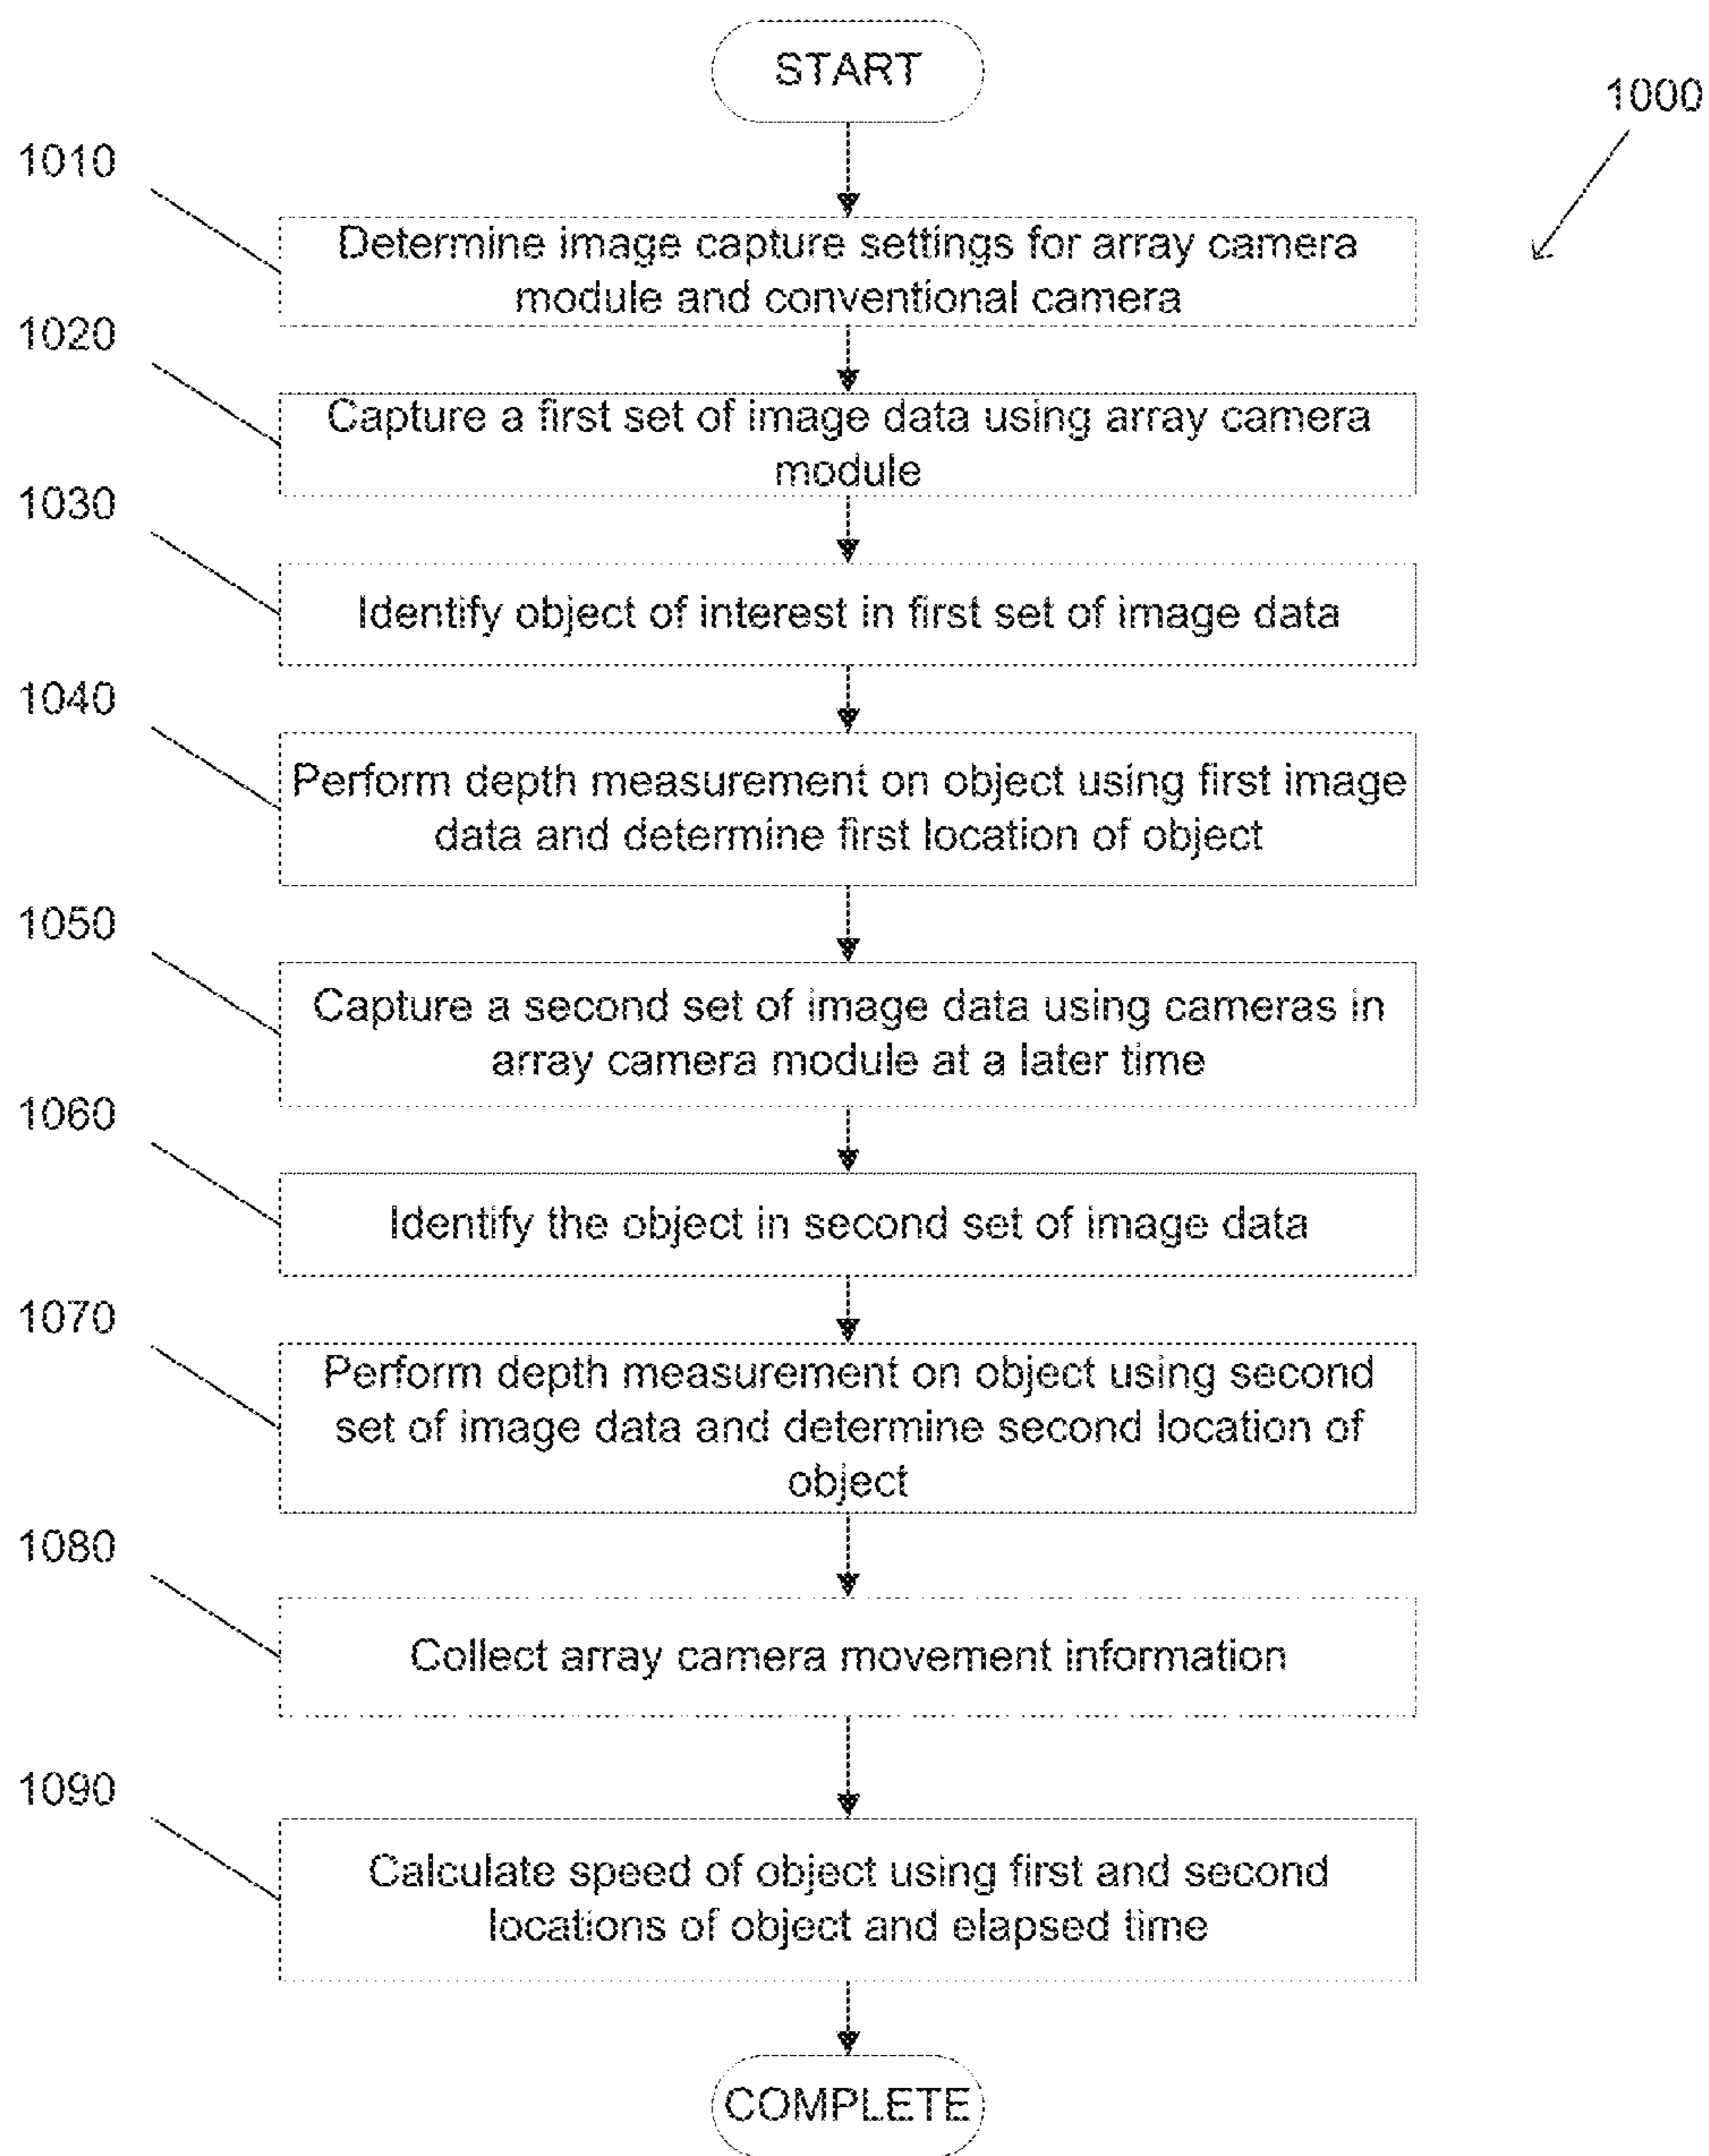 START
1000
1010
Determine image capture settings for array camera
module and conventional camera
1020
Capture a first set of image data using array camera
module
1030
Identify object of interest in first set of image data
1040
Perform depth measurement on object using first image
data and determine first location of object
1050
Capture a second set of image data using cameras in
array camera module at a later time
1060
Identify the object in second set of image data
1070
Perform depth measurement on object using second
set of image data and determine second location of
object
1080
Collect array camera movement information
1090
Calculate speed of object using first and second
locations of object and elapsed time
COMPLETE